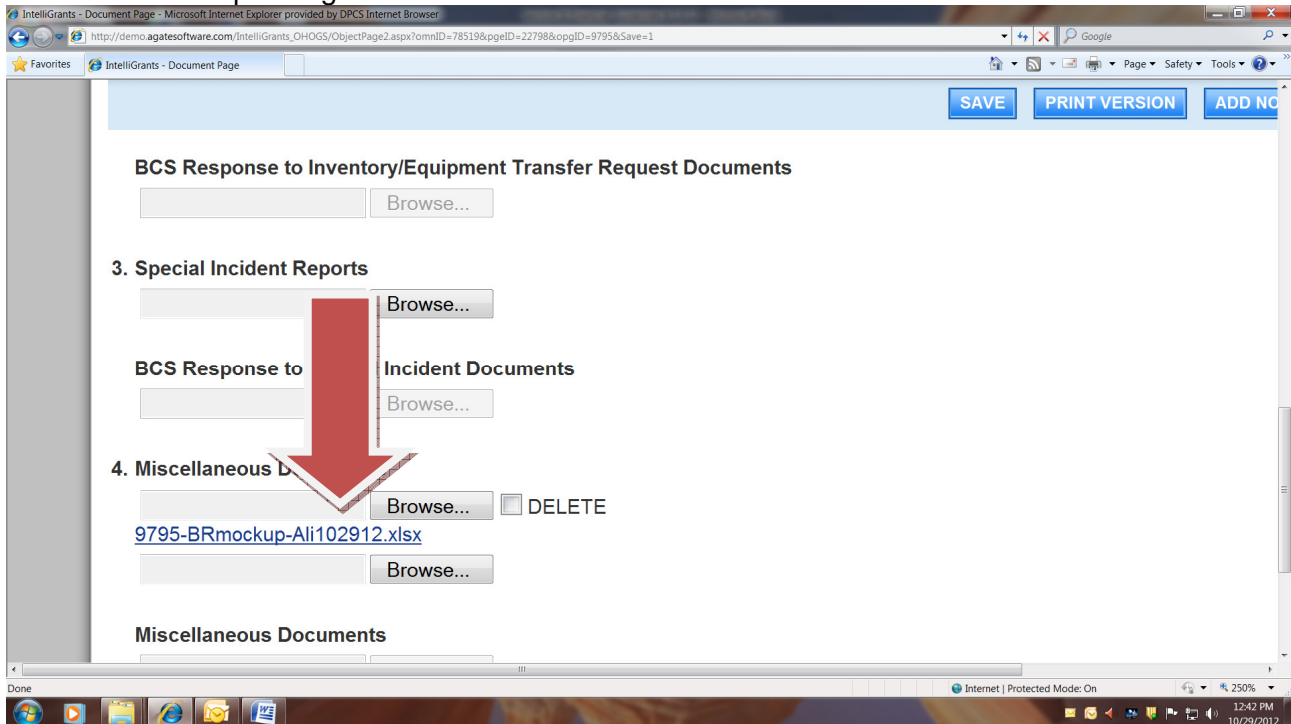 IntelliGrants - Document Page - Microsoft Internet Explorer provided by DPCS Internet Browser
http://demo.agatesoftware.com/IntelliGrants_OHOGS/ObjectPage2.aspx?omnID=78519&pgeID=22798&opgID=9795&Save=1
Google
Favorites IntelliGrants - Document Page
Page Safety Tools
SAVE PRINT VERSION ADD NO
BCS Response to Inventory/Equipment Transfer Request Documents
Browse...
3. Special Incident Reports
Browse...
BCS Response to Incident Documents
Browse...
4. Miscellaneous D
Browse... DELETE
9795-BRmockup-Ali102912.xlsx
Browse...
Miscellaneous Documents
Done
Internet | Protected Mode: On
250%
12:42 PM
10/29/2012